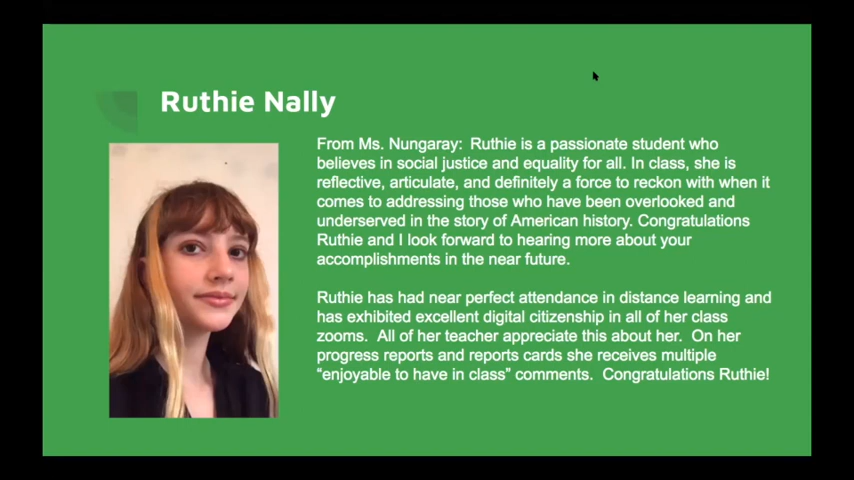 Ruthie Nally
From Ms. Nungaray:  Ruthie is a passionate student who
believes in social justice and equality for all. In class, she is
reflective, articulate, and definitely a force to reckon with when it
comes to addressing those who have been overlooked and
underserved in the story of American history. Congratulations
Ruthie and I look forward to hearing more about your
accomplishments in the near future.
Ruthie has had near perfect attendance in distance learning and
has exhibited excellent digital citizenship in all of her class
zooms.  All of her teacher appreciate this about her.  On her
progress reports and reports cards she receives multiple
“enjoyable to have in class” comments.  Congratulations Ruthie!